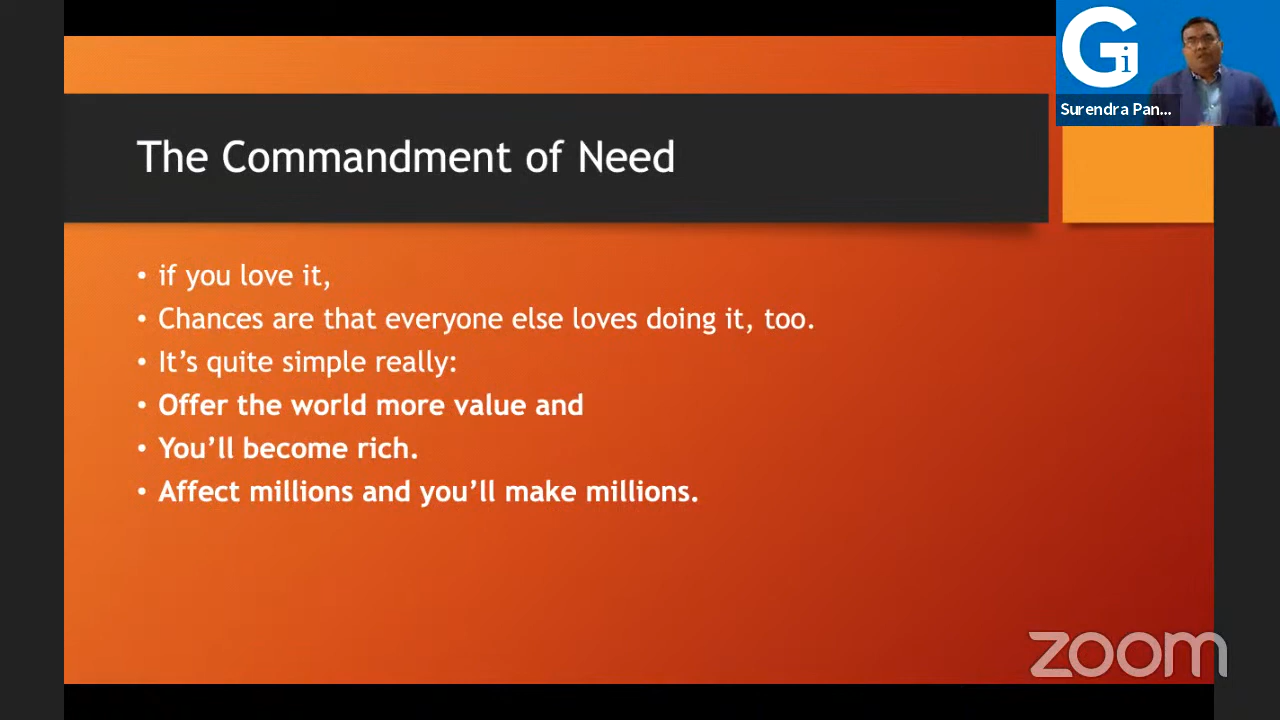 Gi
Surendra Pan...
The Commandment of Need
• if you love it,
• Chances are that everyone else loves doing it, too.
• It’s quite simple really:
• Offer the world more value and
• You’ll become rich.
• Affect millions and you’ll make millions.
zoom